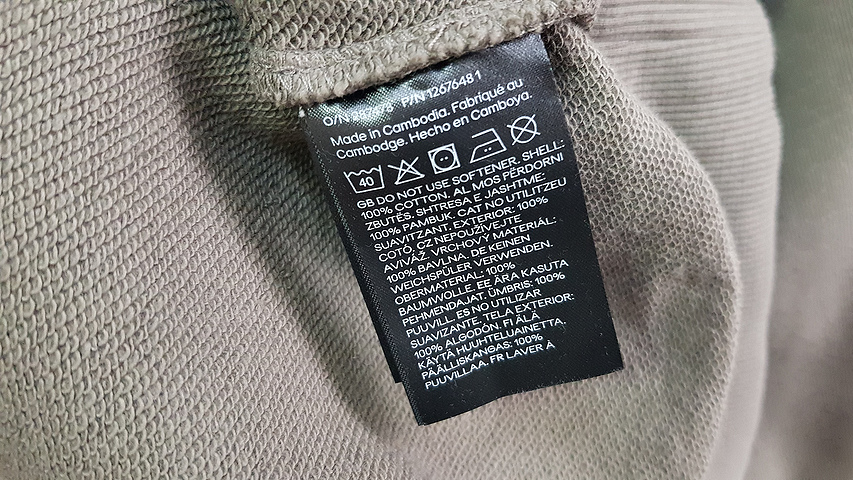 O/N P/N 1267648 1
Made in Cambodia. Fabriqué au
Cambodge. Hecho en Camboya.
40
GB DO NOT USE SOFTENER. SHELL:
100% COTTON. AL MOS PËRDORNI
ZBUTËS. SHTRESA E JASHTME:
100% PAMBUK. CAT NO UTILITZEU
SUAVITZANT. EXTERIOR: 100%
COTÓ. CZ NEPOUŽÍVEJTE
AVIVÁŽ. VRCHOVÝ MATERIÁL:
100% BAVLNA. DE KEINEN
WEICHSPÜLER VERWENDEN.
OBERMATERIAL: 100%
BAUMWOLLE. EE ÄRA KASUTA
PEHMENDAJAT. ÜMBRIS: 100%
PUUVILL. ES NO UTILIZAR
SUAVIZANTE. TELA EXTERIOR:
100% ALGODÓN. FI ÄLÄ
KÄYTÄ HUUHTELUAINETTA.
PÄÄLLISKANGAS: 100%
PUUVILLAA. FR LAVER À